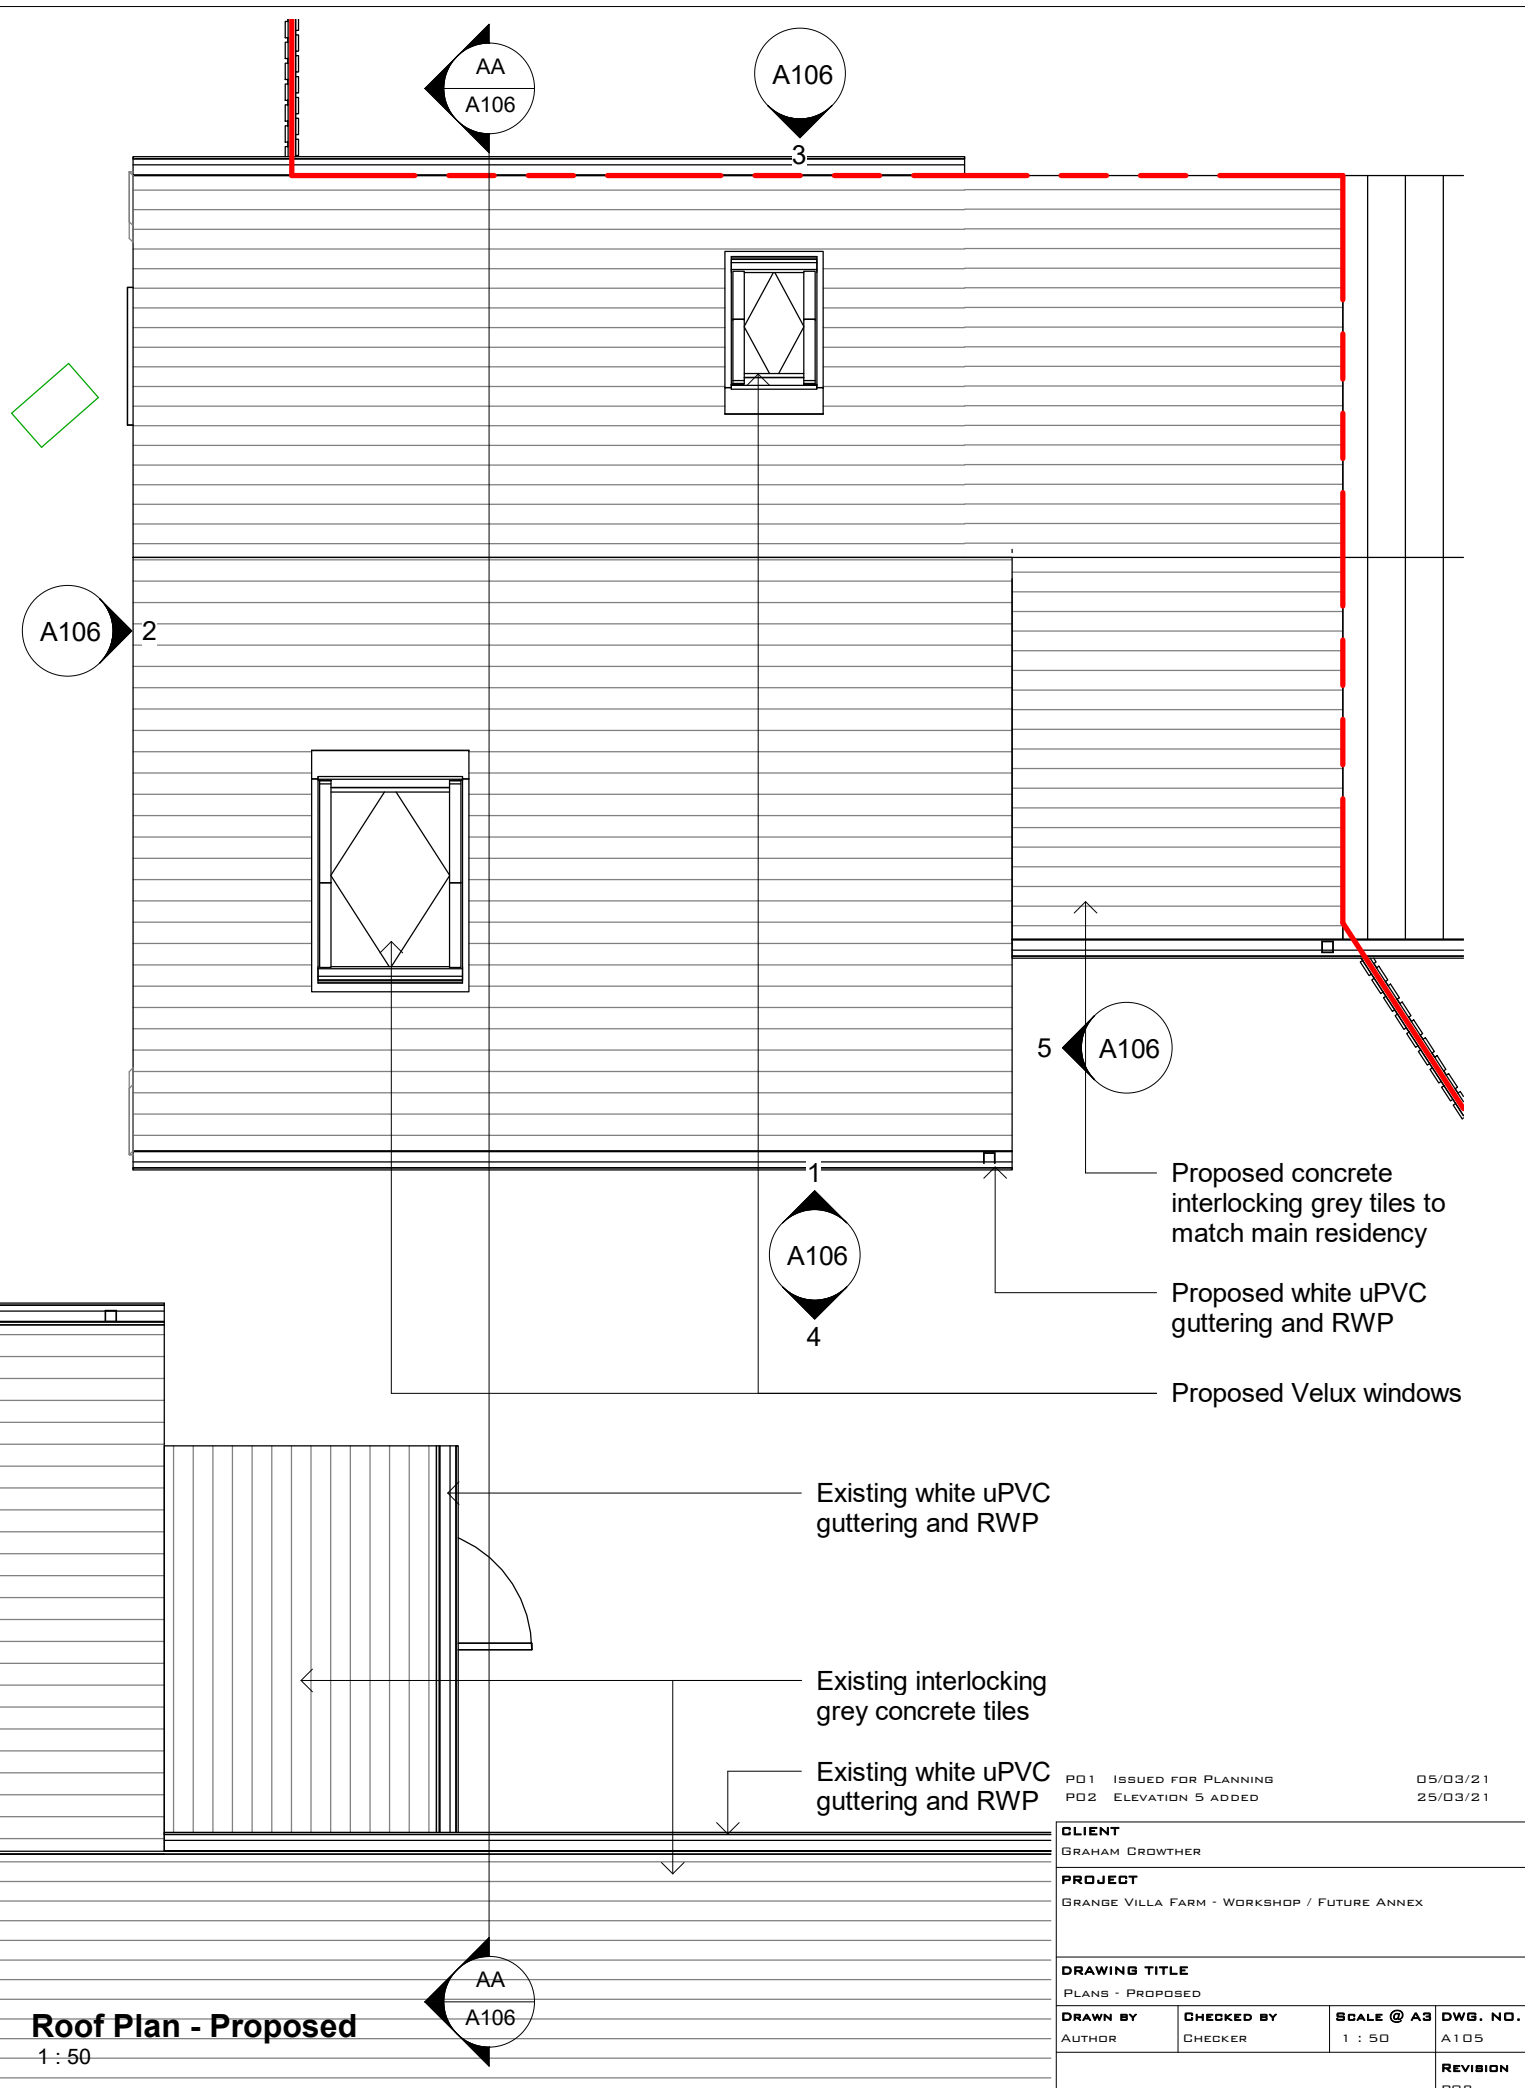 AA
A106
A106
3
A106
2
5
A106
1
A106
4
Proposed concrete
interlocking grey tiles to
match main residency
Proposed white uPVC
guttering and RWP
Proposed Velux windows
Existing white uPVC
guttering and RWP
Existing interlocking
grey concrete tiles
Existing white uPVC
guttering and RWP
P01 Issued for Planning 05/03/21
P02 Elevation 5 added 25/03/21
CLIENT
Graham Crowther
PROJECT
Grange Villa Farm - Workshop / Future Annex
DRAWING TITLE
Plans - Proposed
Drawn by Checked by Scale @ A3 DWG. NO.
Author Checker 1 : 50 A105
Revision
AA
A106
Roof Plan - Proposed
1 : 50